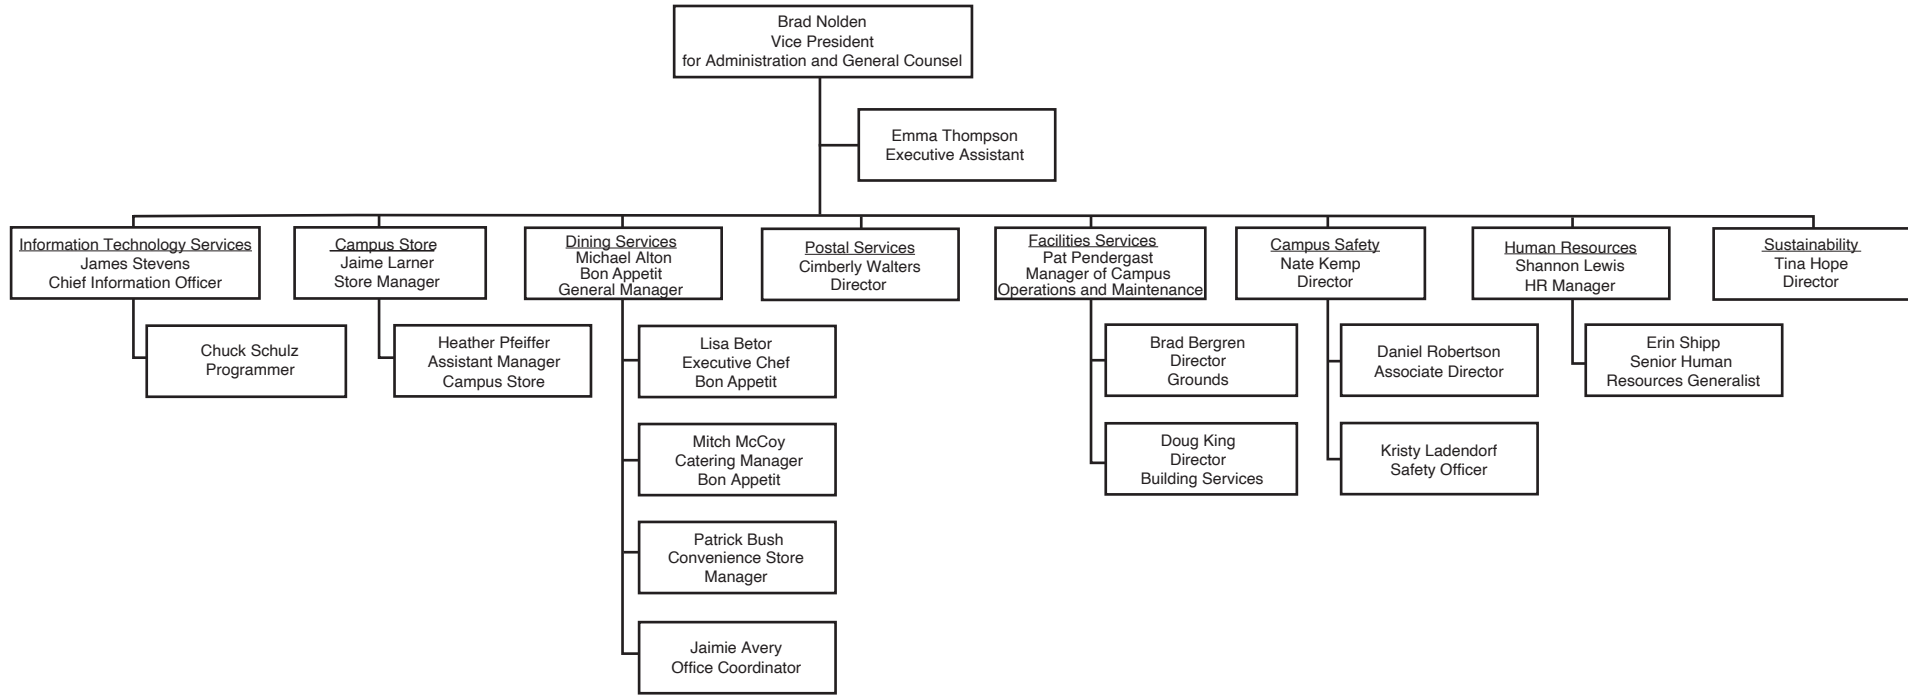 Brad Nolden
Vice President
for Administration and General Counsel
Emma Thompson
Executive Assistant
Information Technology Services
James Stevens
Chief Information Officer
Campus Store
Jaime Larner
Store Manager
Dining Services
Michael Alton
Bon Appetit
General Manager
Postal Services
Cimberly Walters
Director
Facilities Services
Pat Pendergast
Manager of Campus
Operations and Maintenance
Campus Safety
Nate Kemp
Director
Human Resources
Shannon Lewis
HR Manager
Sustainability
Tina Hope
Director
Chuck Schulz
Programmer
Heather Pfeiffer
Assistant Manager
Campus Store
Lisa Betor
Executive Chef
Bon Appetit
Mitch McCoy
Catering Manager
Bon Appetit
Patrick Bush
Convenience Store
Manager
Jaimie Avery
Office Coordinator
Brad Bergren
Director
Grounds
Doug King
Director
Building Services
Daniel Robertson
Associate Director
Kristy Ladendorf
Safety Officer
Erin Shipp
Senior Human
Resources Generalist